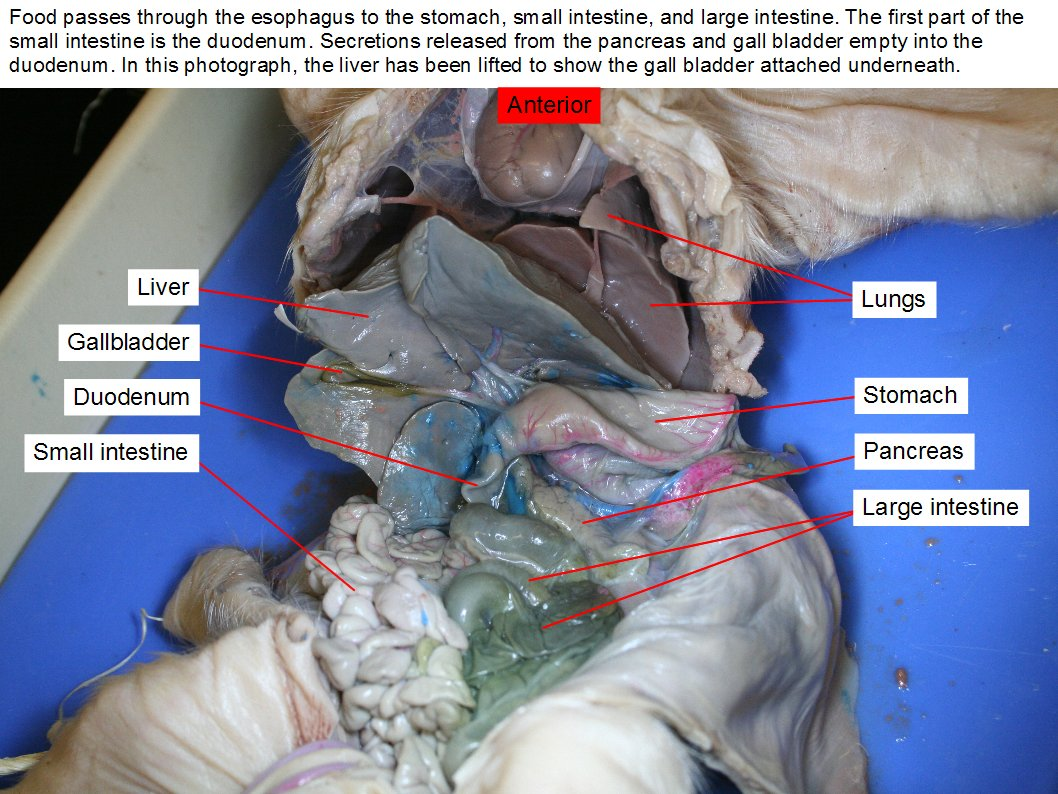 Food passes through the esophagus to the stomach, small intestine, and large intestine. The first part of the
small intestine is the duodenum. Secretions released from the pancreas and gall bladder empty into the
duodenum. In this photograph, the liver has been lifted to show the gall bladder attached underneath.
Anterior
Liver
Lungs
Gallbladder
Duodenum
Stomach
Small intestine
Pancreas
Large intestine